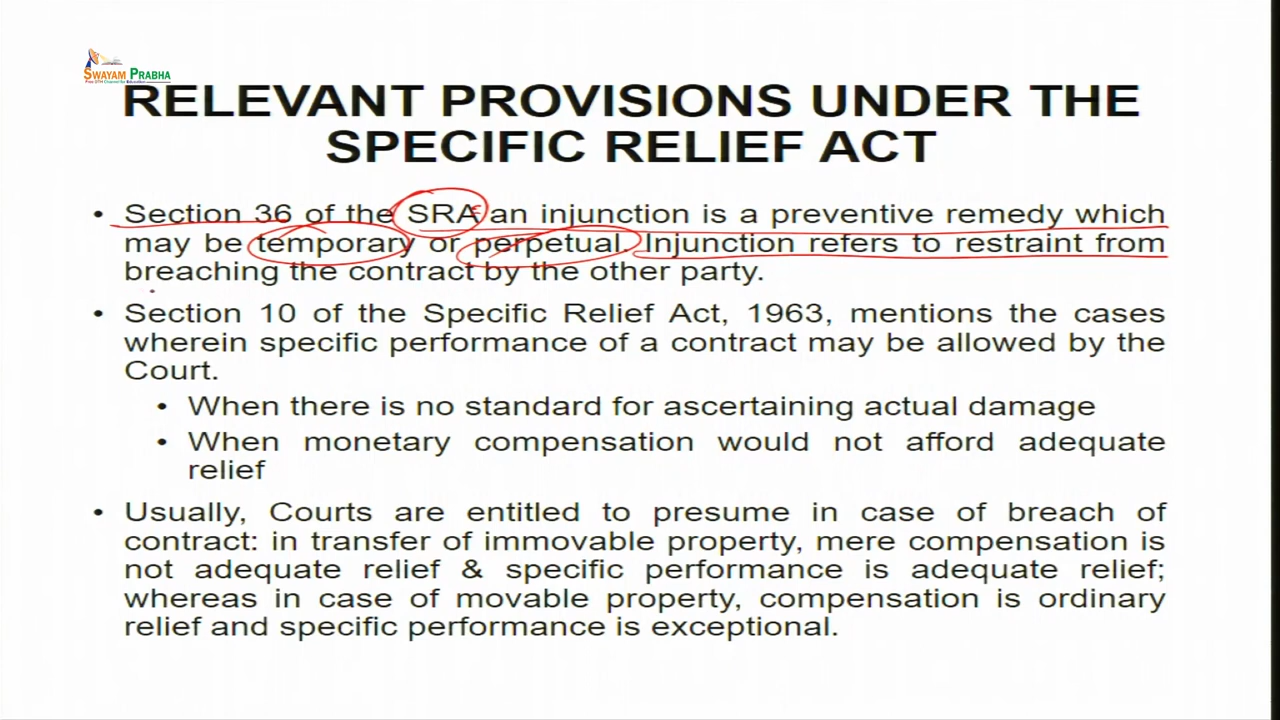 SWAYAM PRABHA
RELEVANT PROVISIONS UNDER THE
SPECIFIC RELIEF ACT
• Section 36 of the SRA an injunction is a preventive remedy which
may be temporary or perpetual. Injunction refers to restraint from
breaching the contract by the other party.
• Section 10 of the Specific Relief Act, 1963, mentions the cases
wherein specific performance of a contract may be allowed by the
Court.
• When there is no standard for ascertaining actual damage
• When monetary compensation would not afford adequate
relief
• Usually, Courts are entitled to presume in case of breach of
contract: in transfer of immovable property, mere compensation is
not adequate relief & specific performance is adequate relief;
whereas in case of movable property, compensation is ordinary
relief and specific performance is exceptional.